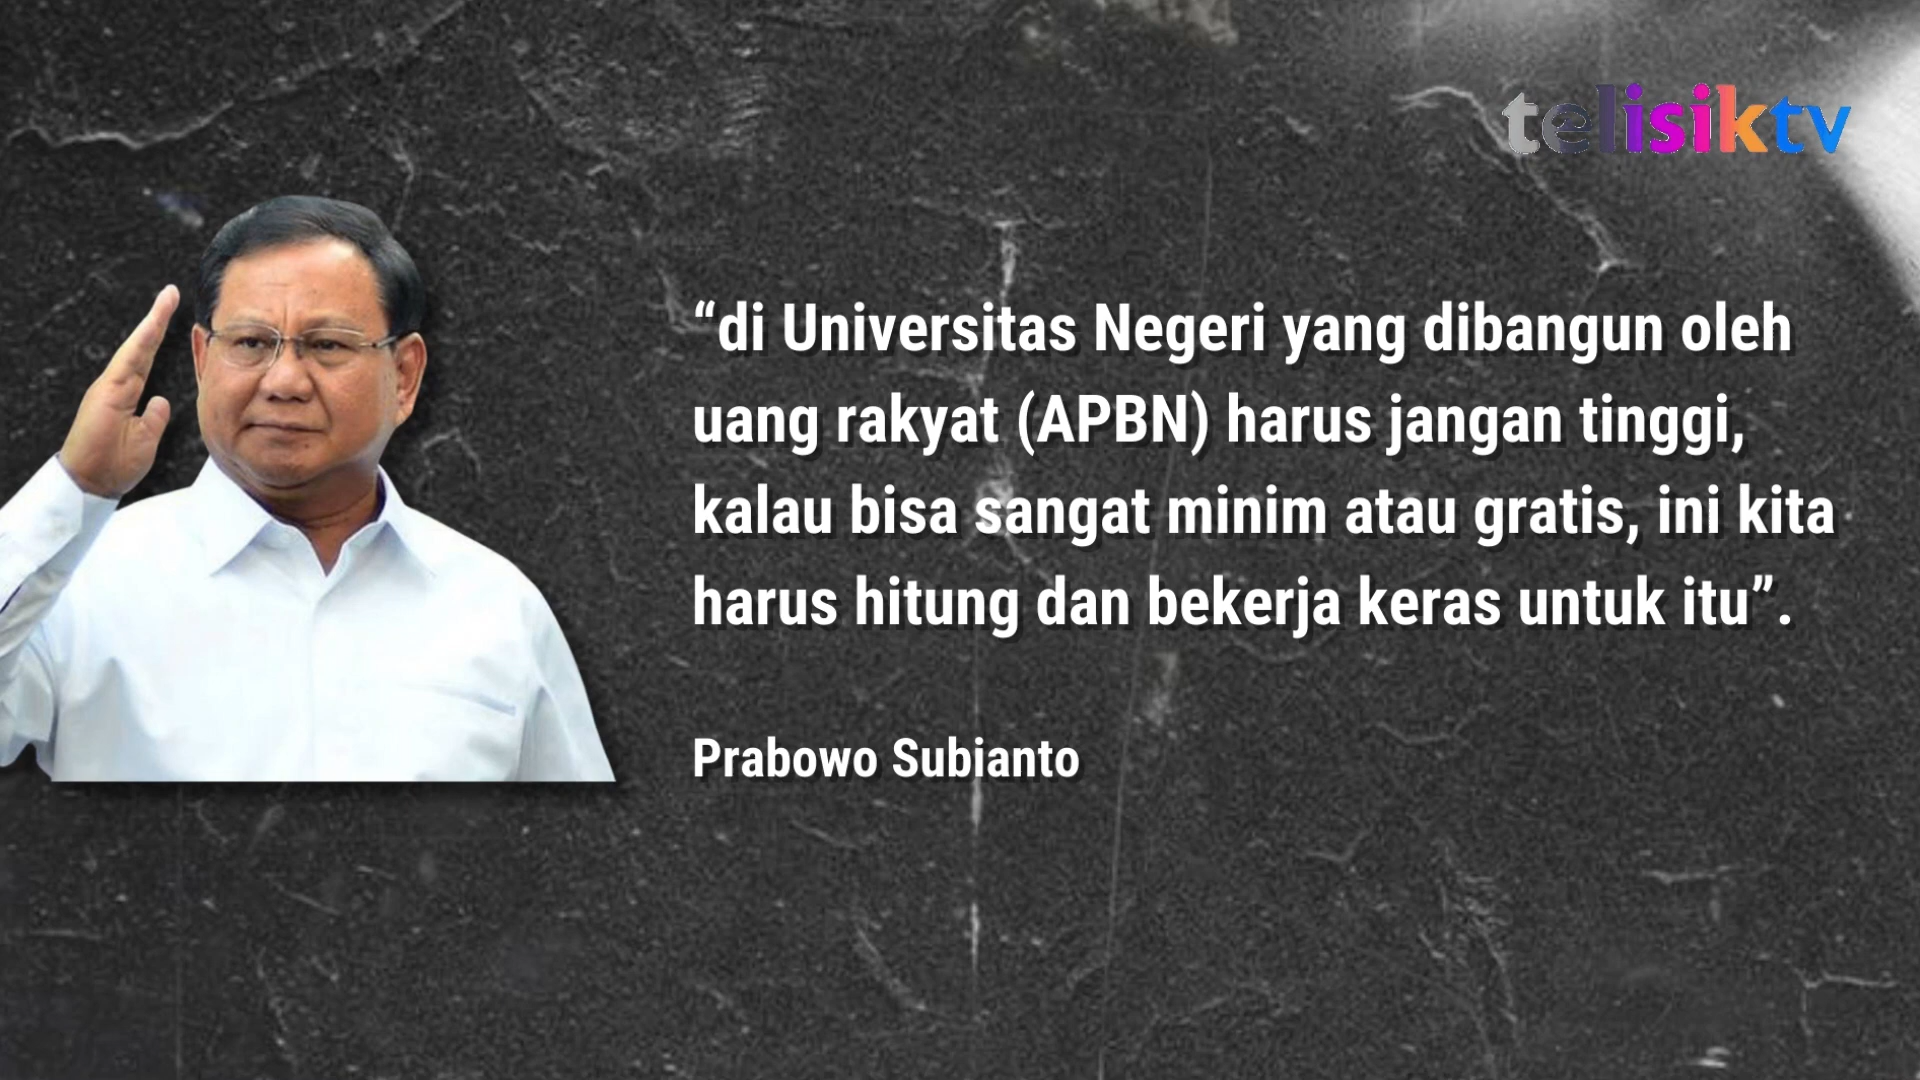 telisiktv
“di Universitas Negeri yang dibangun oleh
uang rakyat (APBN) harus jangan tinggi,
kalau bisa sangat minim atau gratis, ini kita
harus hitung dan bekerja keras untuk itu”.
Prabowo Subianto